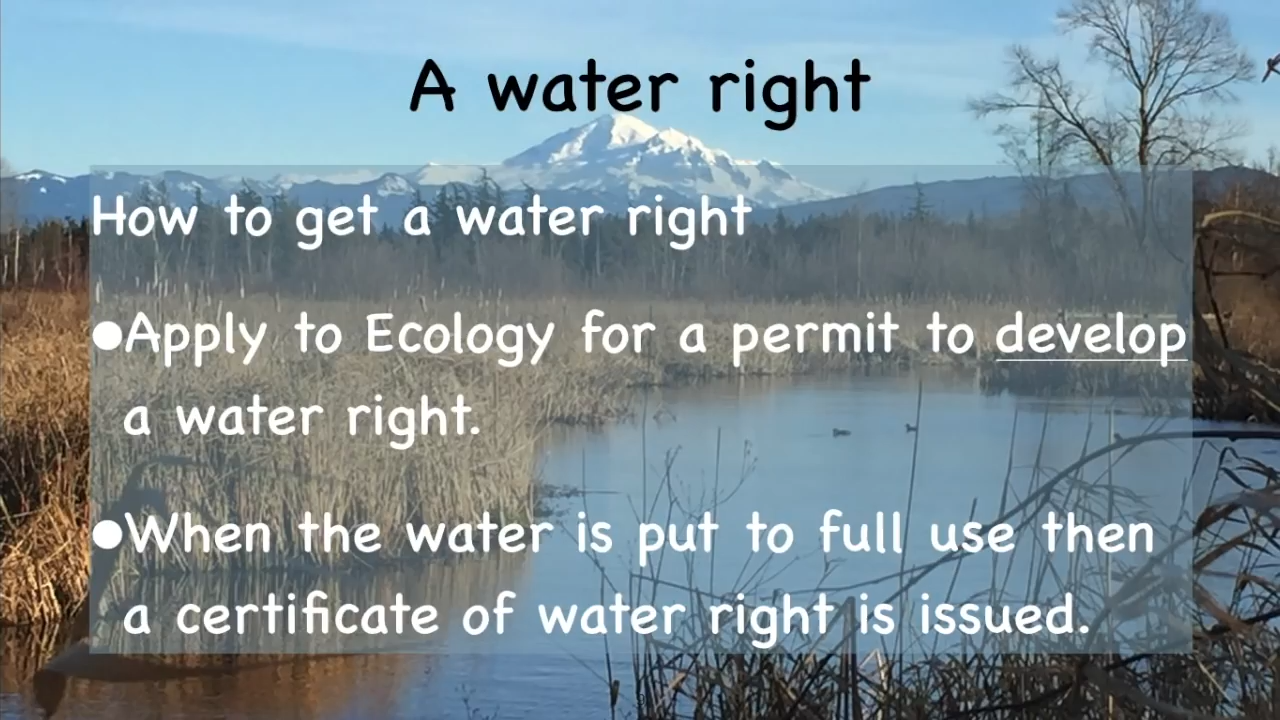 A water right
How to get a water right
●Apply to Ecology for a permit to develop
a water right.
●When the water is put to full use then
a certificate of water right is issued.